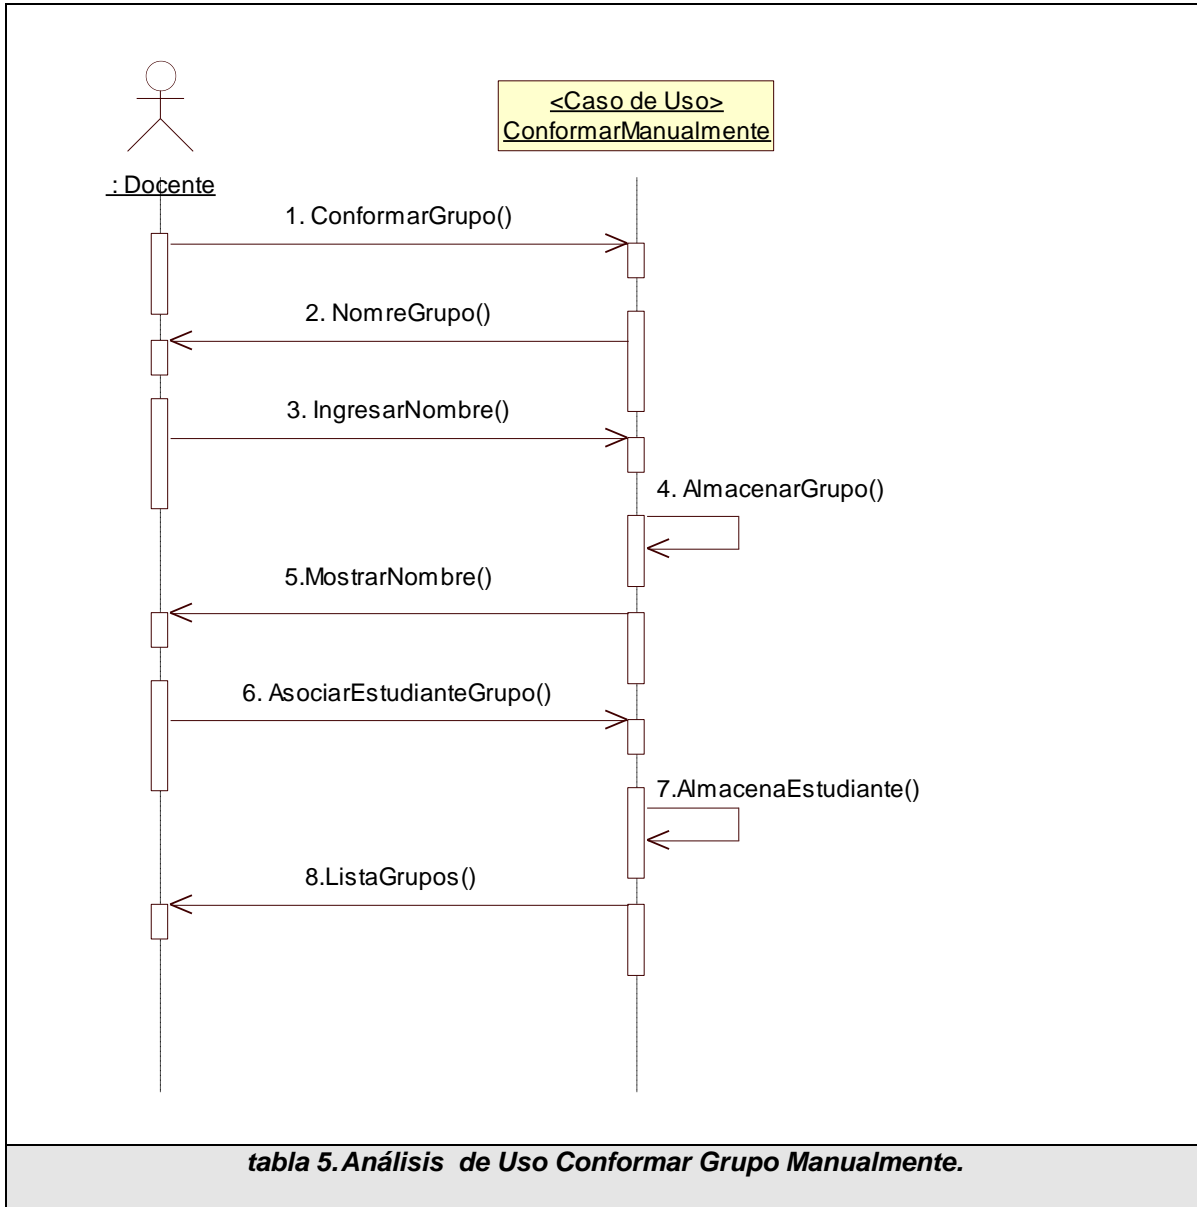 <Caso de Uso>
ConformarManualmente
: Docente
1. ConformarGrupo()
2. NomreGrupo()
3. IngresarNombre()
4. AlmacenarGrupo()
5.MostrarNombre()
6. AsociarEstudianteGrupo()
7.AlmacenaEstudiante()
8.ListaGrupos()
tabla 5. Análisis de Uso Conformar Grupo Manualmente.